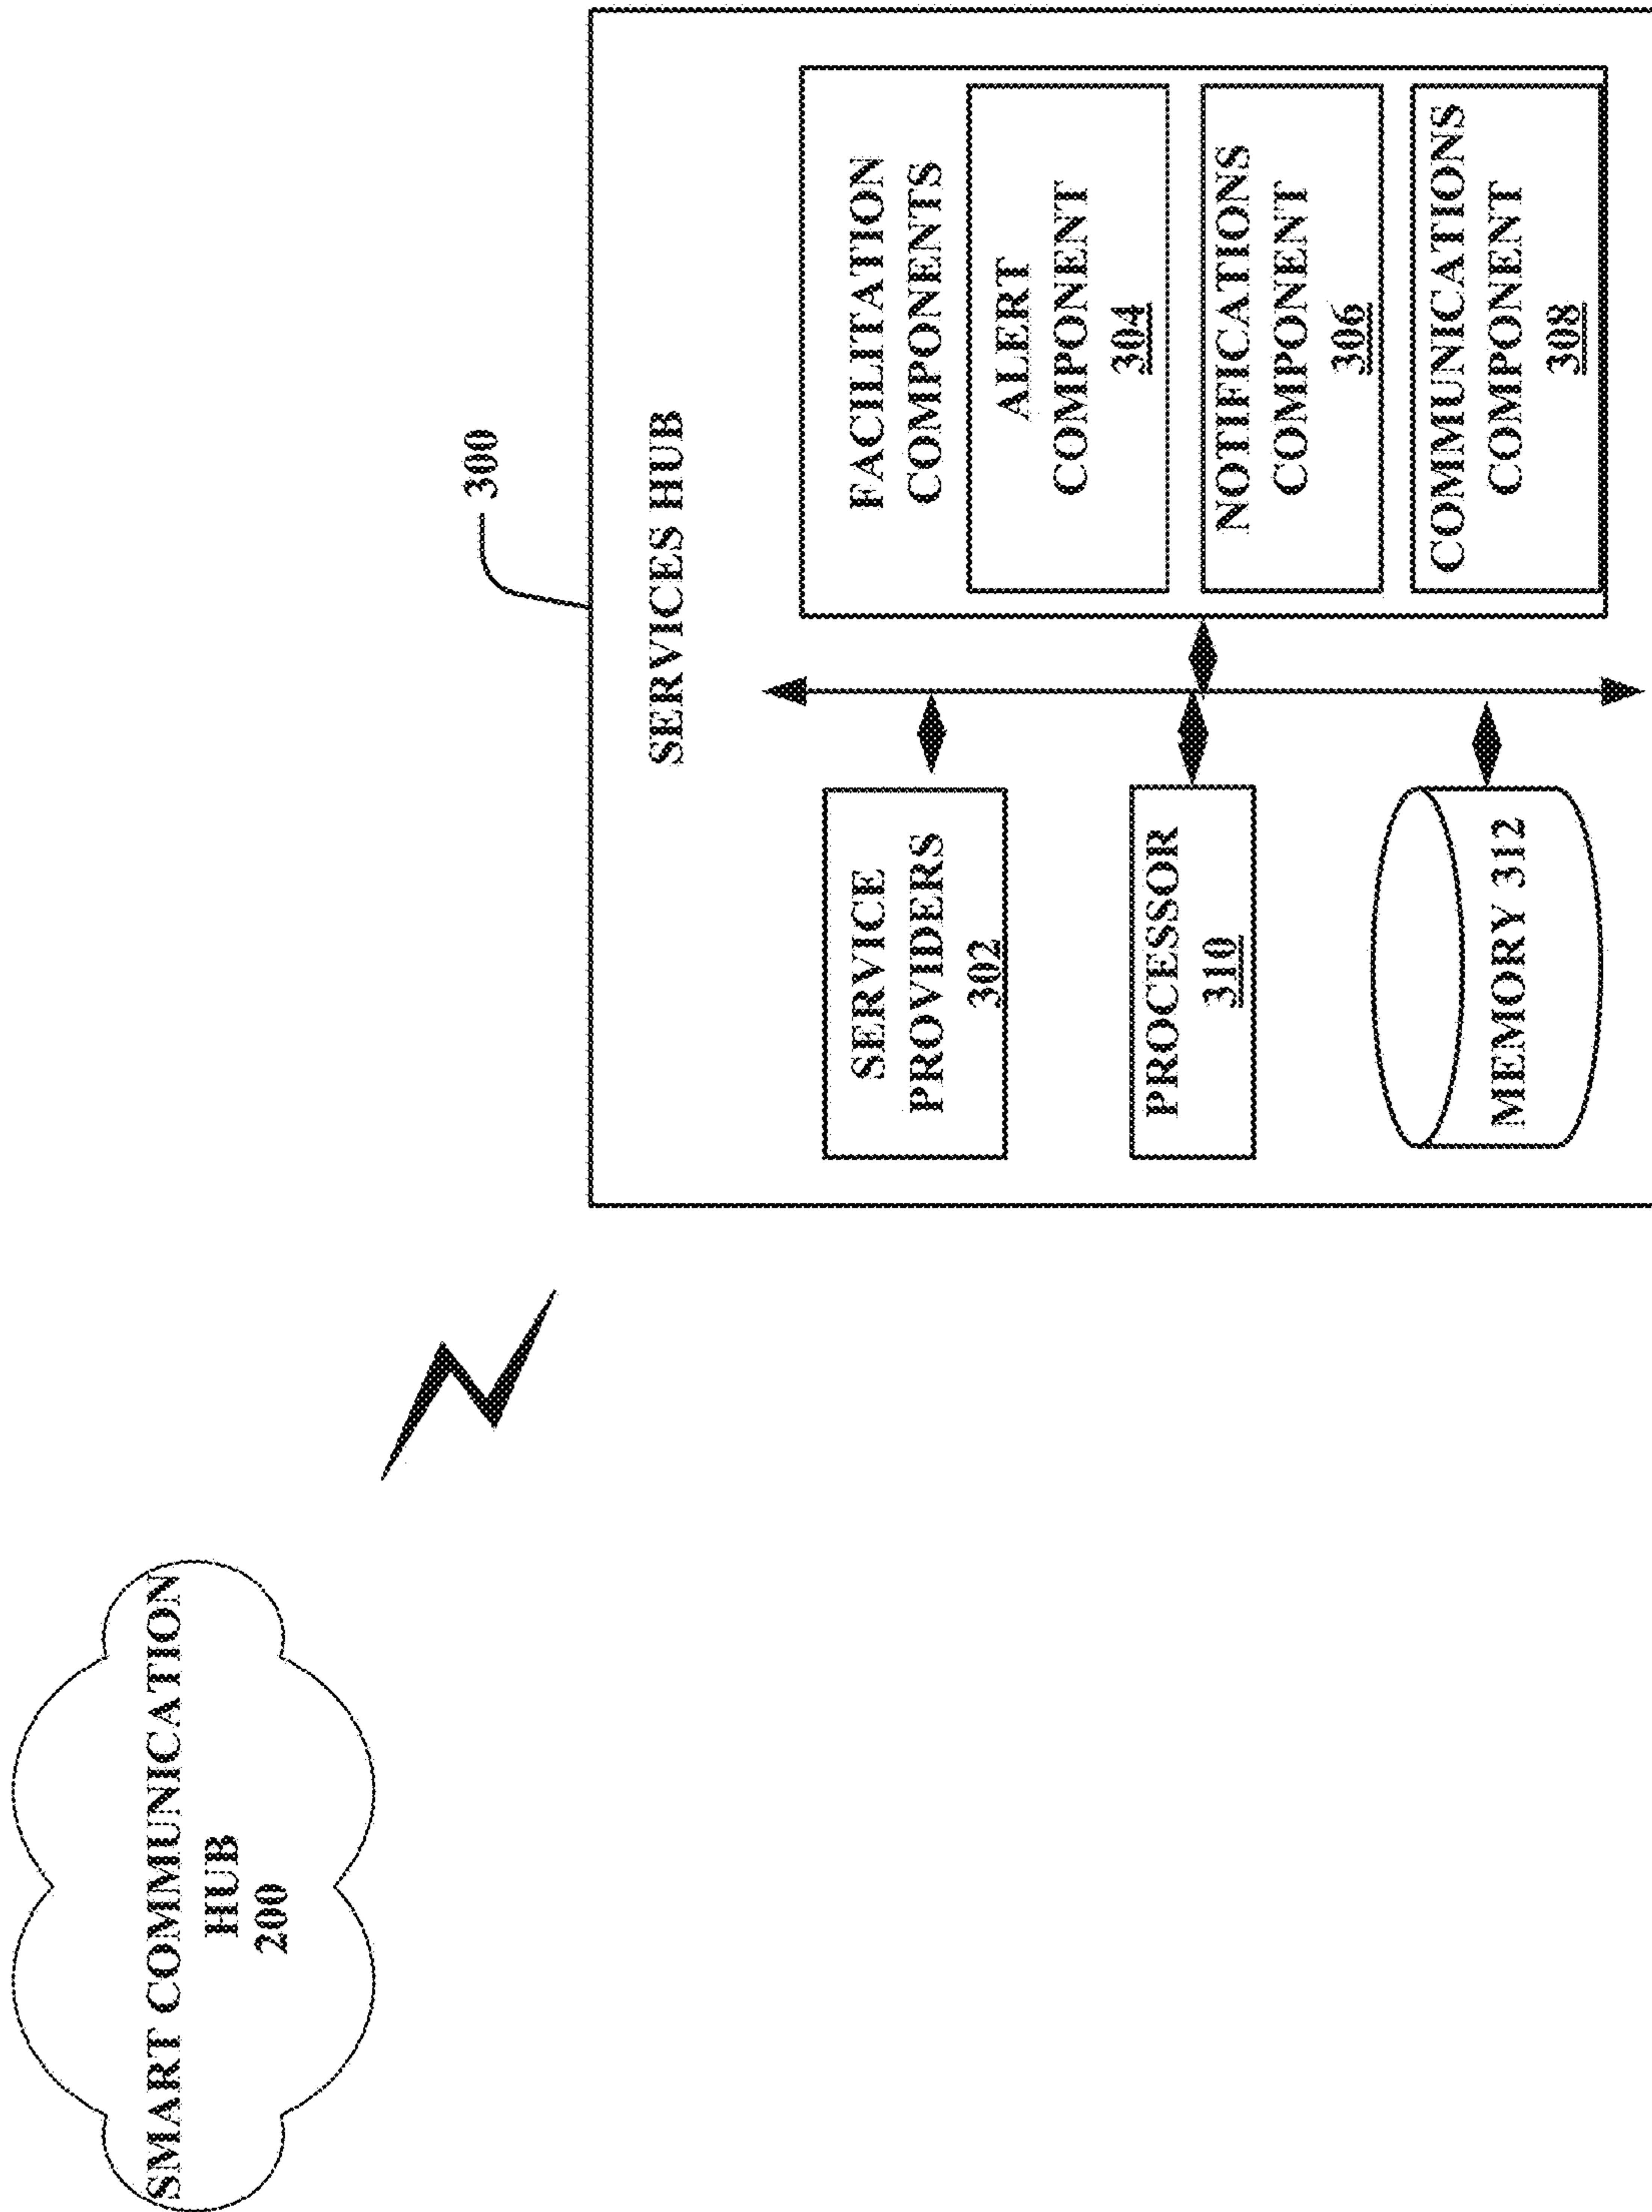 SMART COMMUNICATION
HUB
200
300
SERVICES HUB
SERVICE
PROVIDERS
302
PROCESSOR
310
MEMORY 312
FACILITATION
COMPONENTS
ALERT
COMPONENT
304
NOTIFICATIONS
COMPONENT
306
COMMUNICATIONS
COMPONENT
308